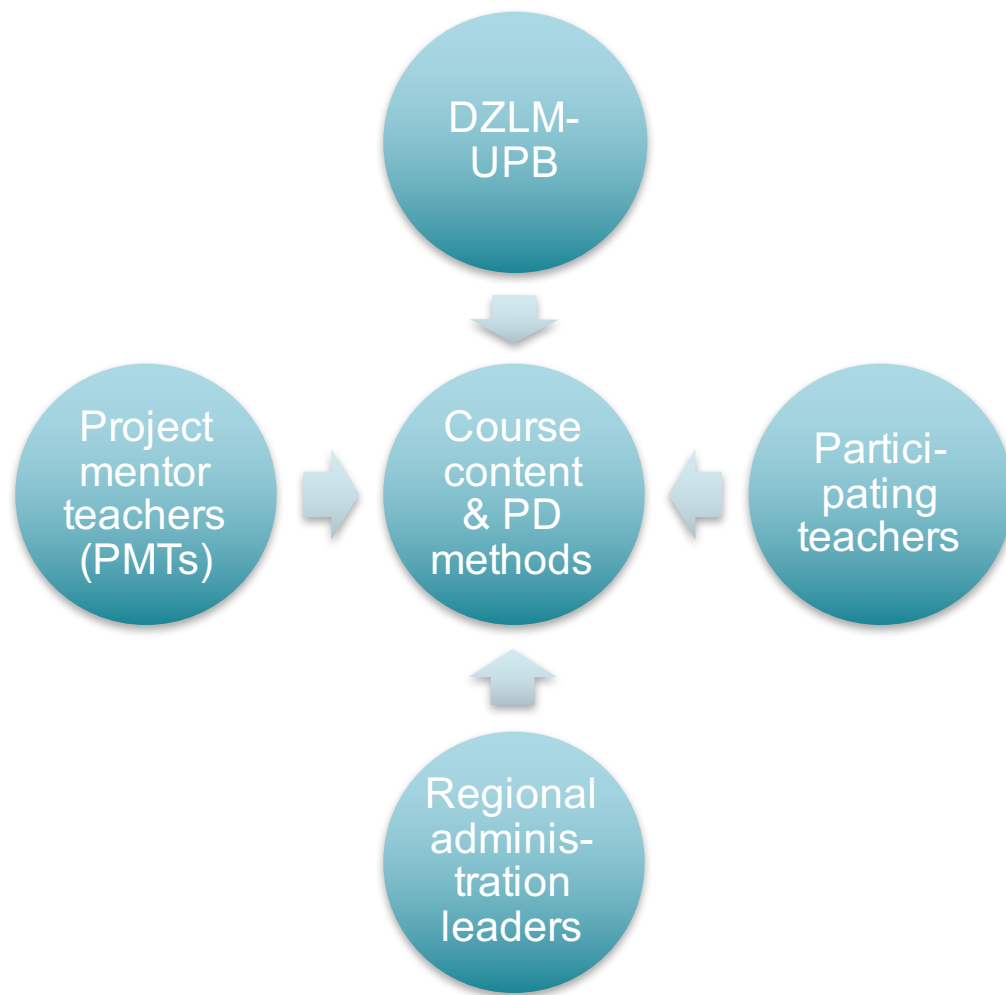 DZLM-
UPB
Project
mentor
teachers
(PMTs)
Course
content
& PD
methods
Partici-
pating
teachers
Regional
adminis-
tration
leaders